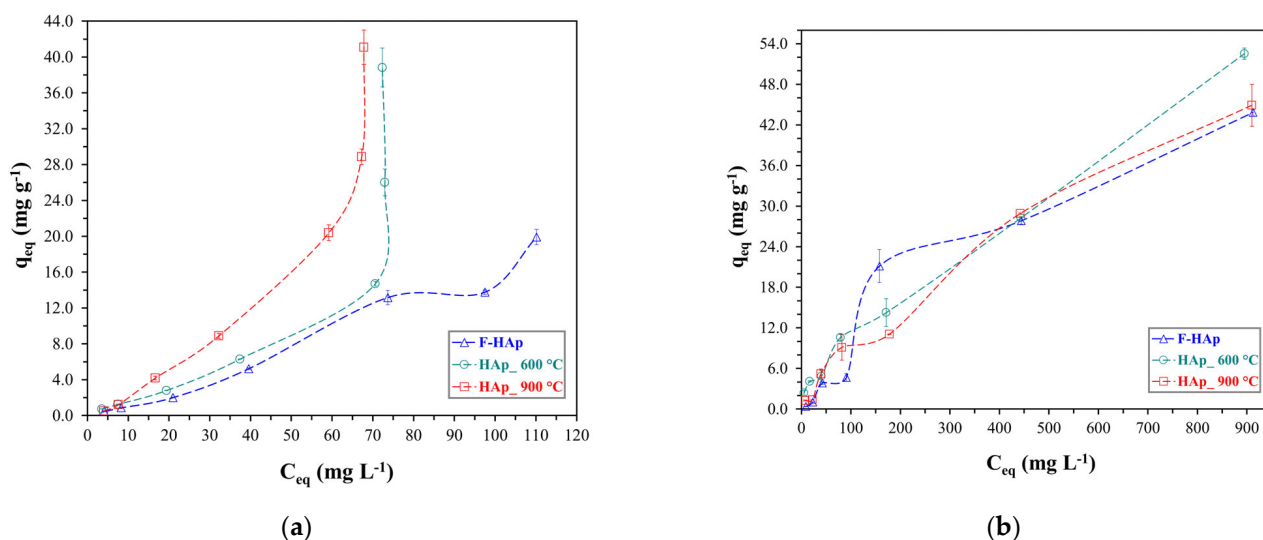 44.0
40.0
36.0
32.0
28.0
24.0
20.0
16.0
12.0
8.0
4.0
0.0
q_eq (mg g⁻¹)
F-HAp
HAp_ 600 °C
HAp_ 900 °C
0 10 20 30 40 50 60 70 80 90 100 110 120
C_eq (mg L⁻¹)
(a)
54.0
48.0
42.0
36.0
30.0
24.0
18.0
12.0
6.0
0.0
q_eq (mg g⁻¹)
F-HAp
HAp_ 600 °C
HAp_ 900 °C
0 100 200 300 400 500 600 700 800 900
C_eq (mg L⁻¹)
(b)